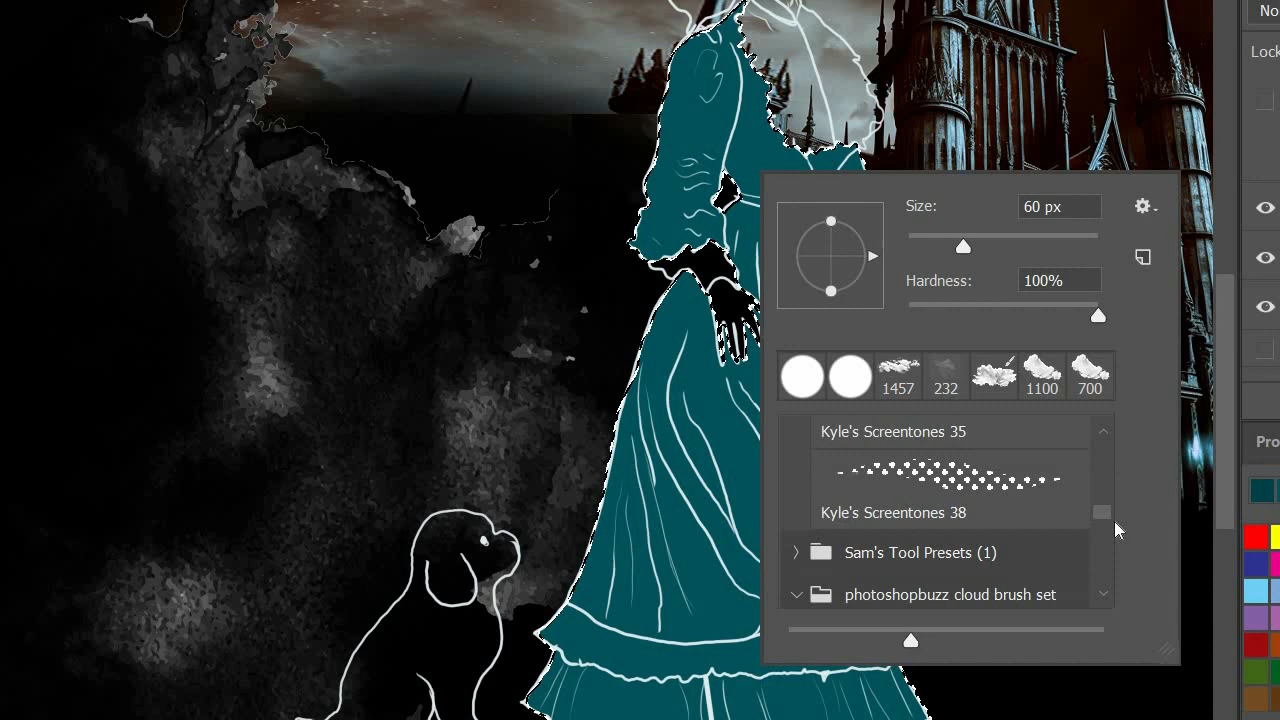 No
Lock
Size:
60 px
Hardness:
100%
1457
232
1100
700
Kyle's Screentones 35
Kyle's Screentones 38
Sam's Tool Presets (1)
photoshopbuzz cloud brush set
Pro